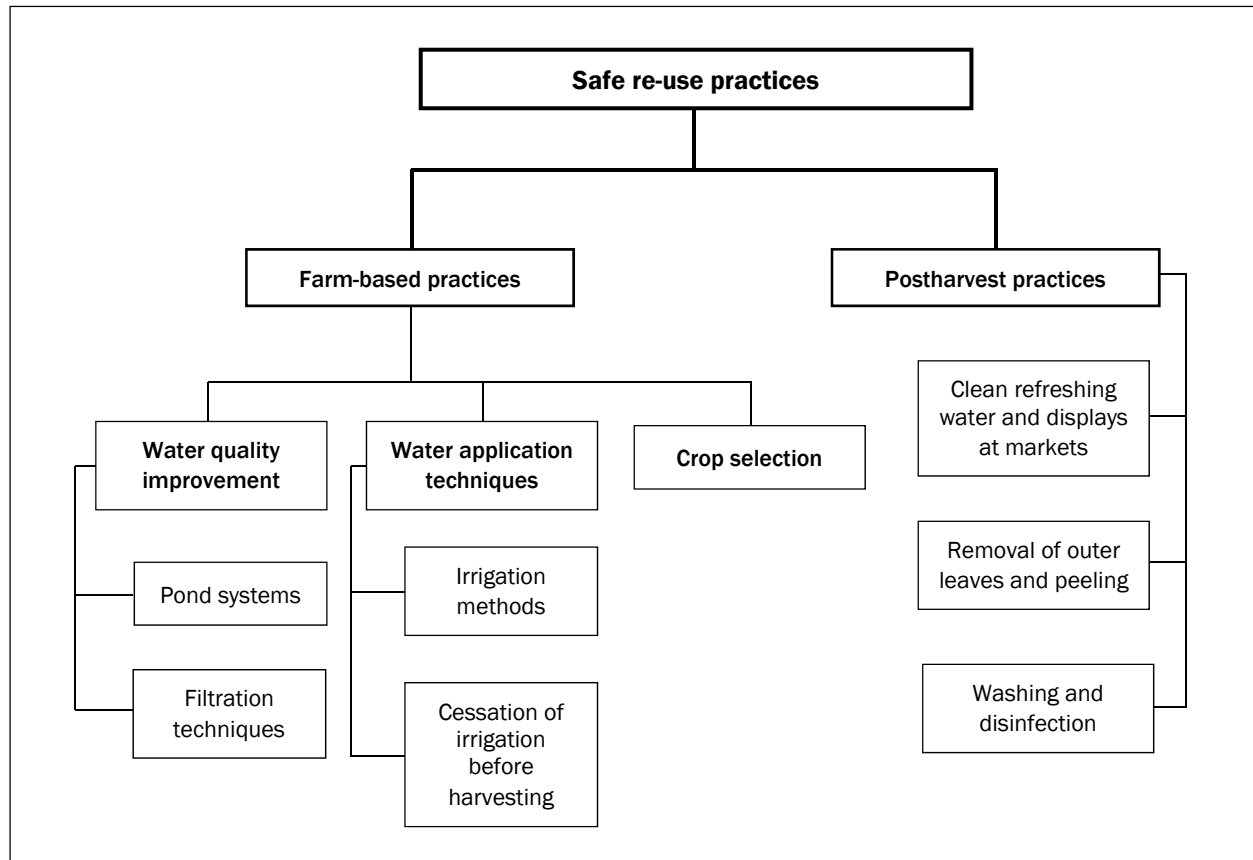 Safe re-use practices
Farm-based practices
Postharvest practices
Water quality
improvement
Water application
techniques
Crop selection
Pond systems
Filtration
techniques
Irrigation
methods
Cessation of
irrigation
before
harvesting
Clean refreshing
water and displays
at markets
Removal of outer
leaves and peeling
Washing and
disinfection